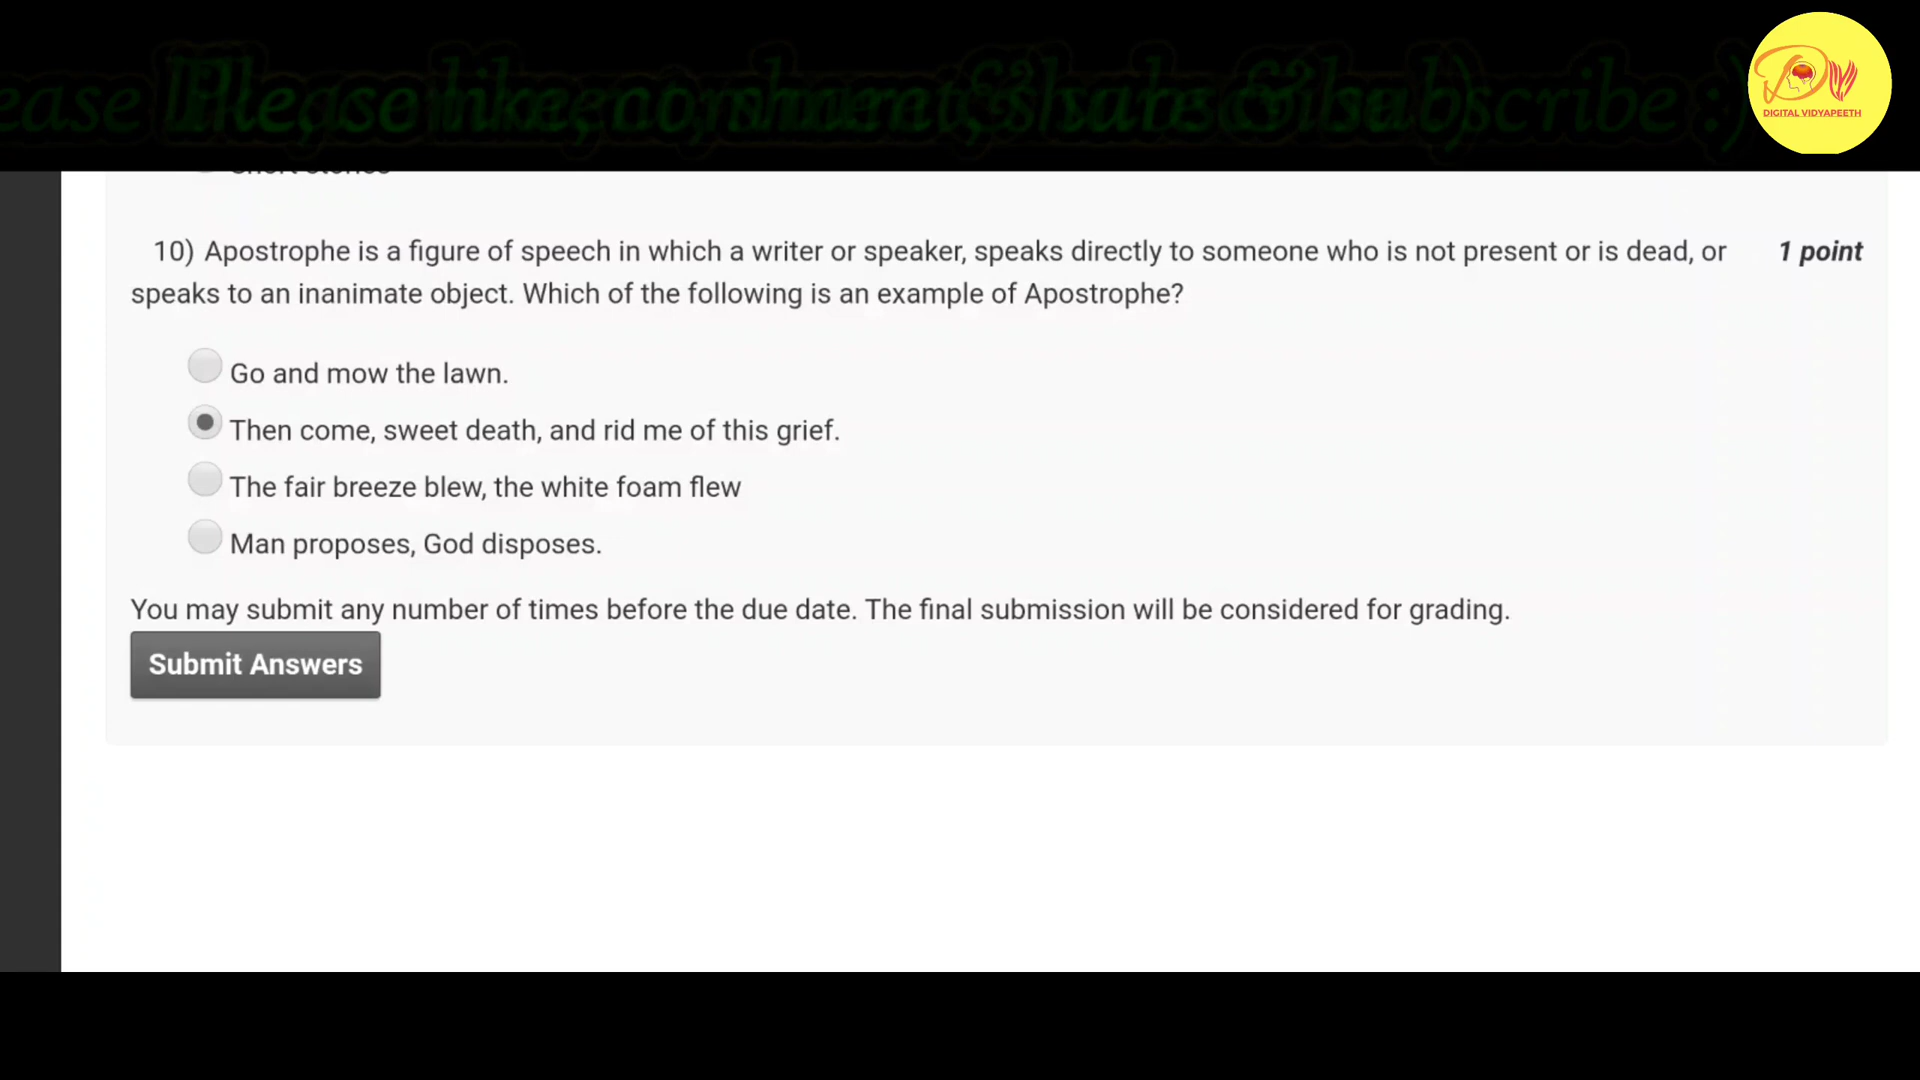 DIGITAL VIDYAPEETH
10) Apostrophe is a figure of speech in which a writer or speaker, speaks directly to someone who is not present or is dead, or
1 point
speaks to an inanimate object. Which of the following is an example of Apostrophe?
Go and mow the lawn.
Then come, sweet death, and rid me of this grief.
The fair breeze blew, the white foam flew
Man proposes, God disposes.
You may submit any number of times before the due date. The final submission will be considered for grading.
Submit Answers